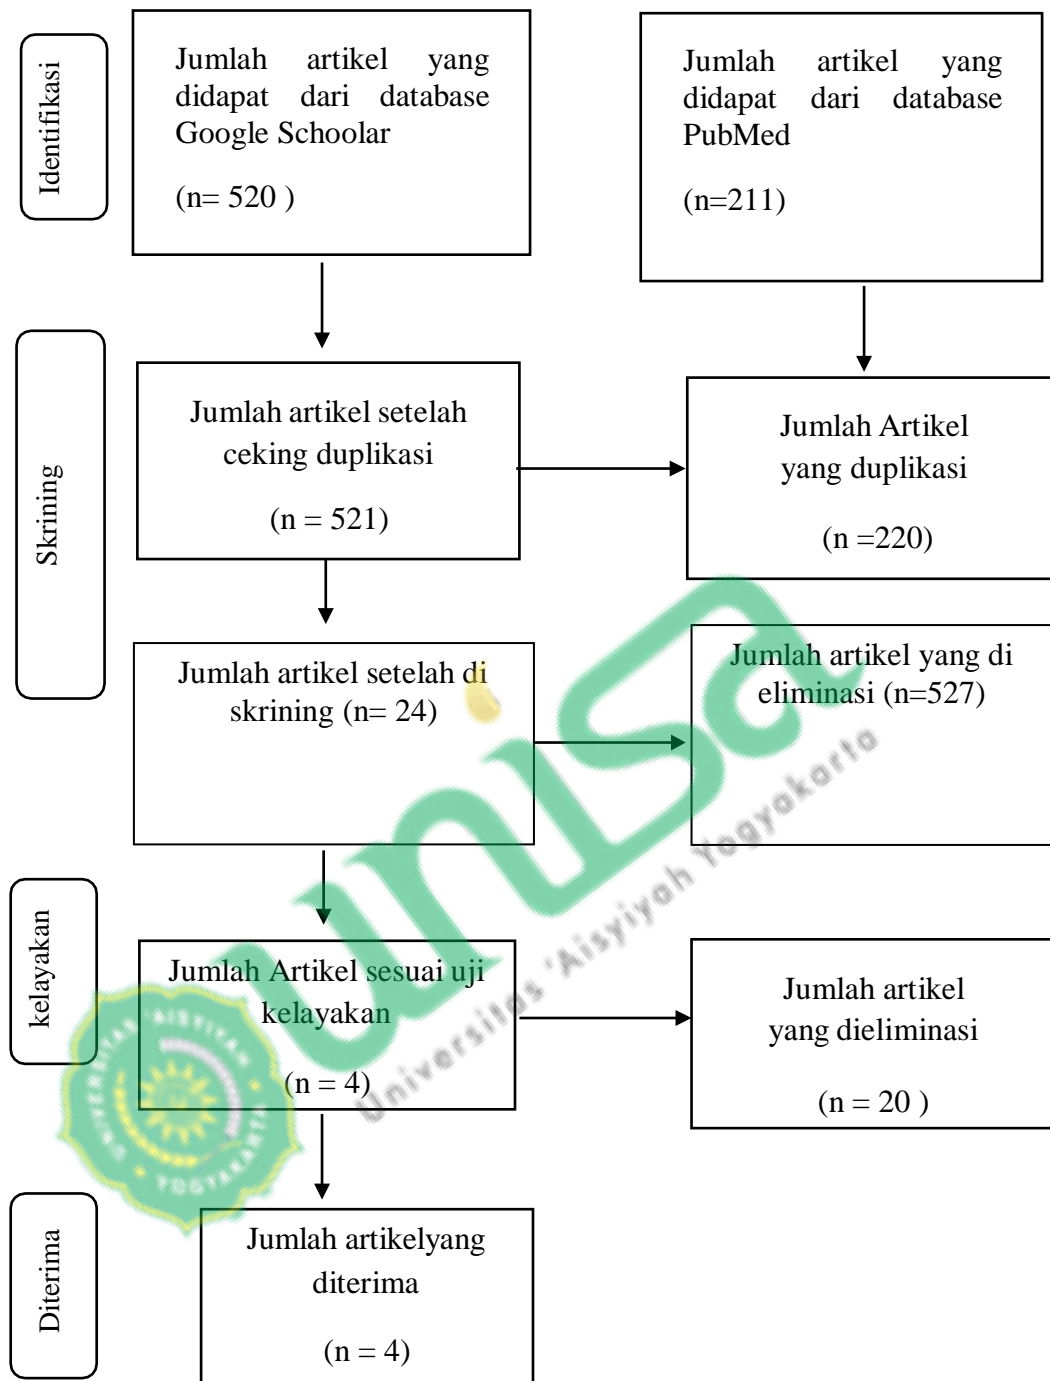 Identifikasi
Jumlah artikel yang
didapat dari database
Google Schoolar
(n= 520 )
Jumlah artikel yang
didapat dari database
PubMed
(n=211)
Skrining
Jumlah artikel setelah
ceking duplikasi
(n = 521)
Jumlah Artikel
yang duplikasi
(n =220)
Jumlah artikel setelah di
skrining (n= 24)
Jumlah artikel yang di
eliminasi (n=527)
kelayakan
Jumlah Artikel sesuai uji
kelayakan
(n = 4)
Jumlah artikel
yang dieliminasi
(n = 20 )
Diterima
Jumlah artikelyang
diterima
(n = 4)
unisa
Universitas 'Aisyiyah Yogyakarta
UNIVERSITAS 'AISYIYAH
YOGYAKARTA